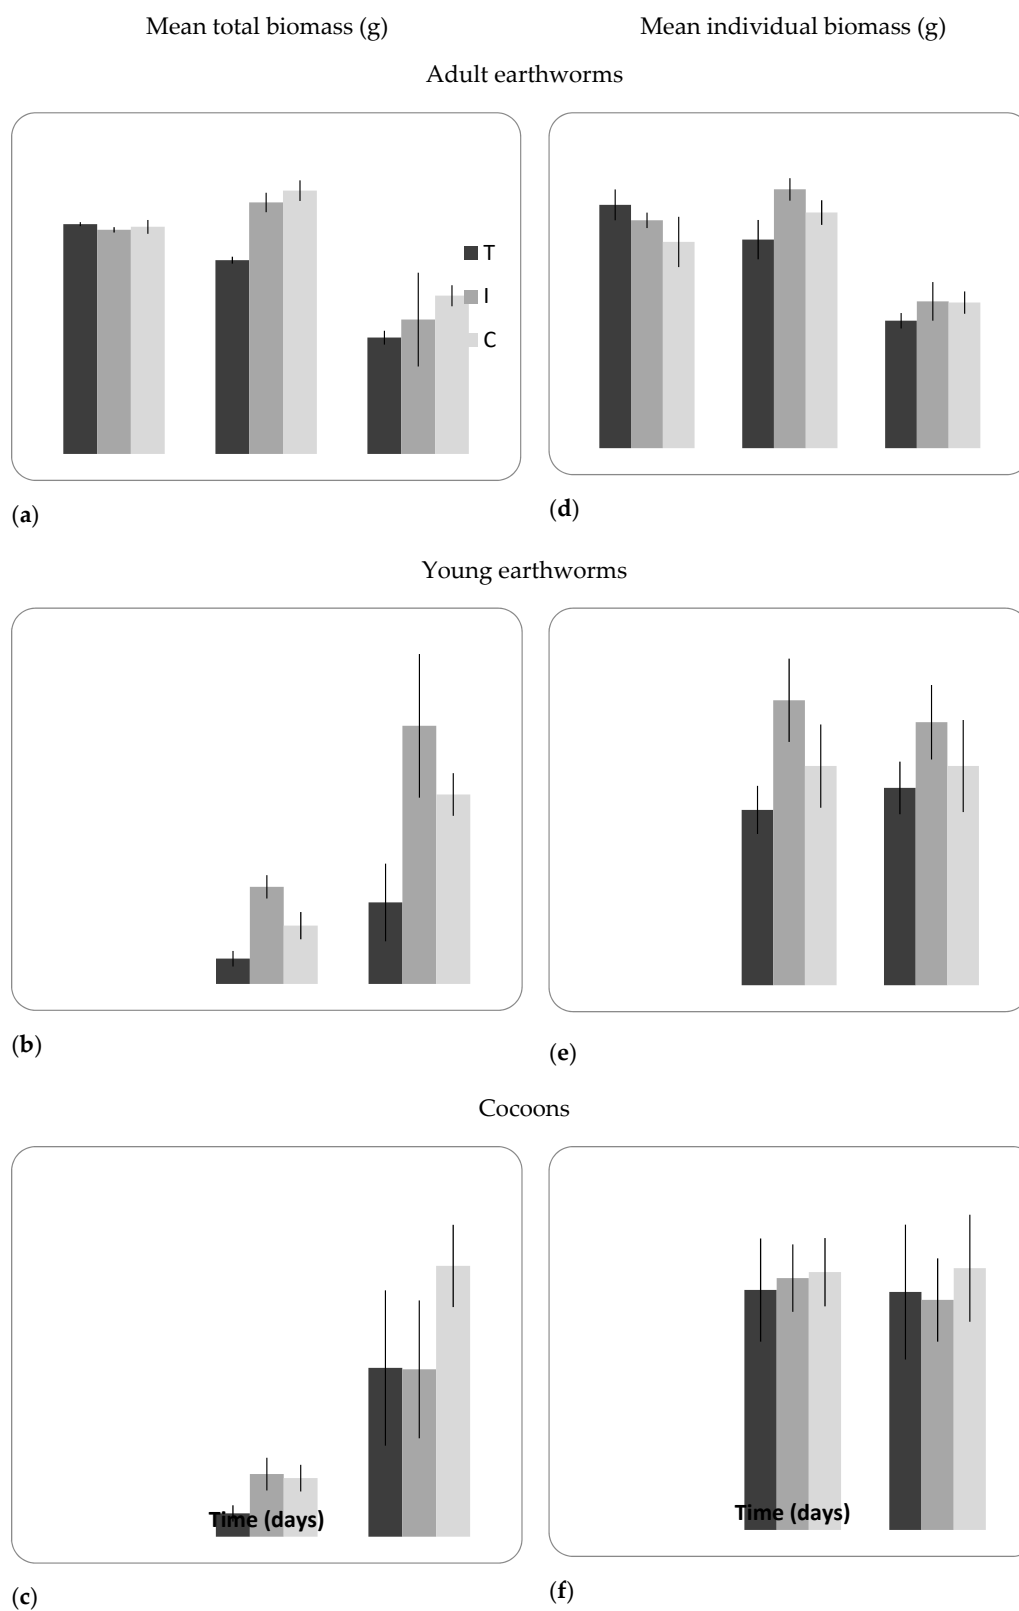 Mean total biomass (g)
Mean individual biomass (g)
Adult earthworms
T
I
C
(a)
(d)
Young earthworms
(b)
(e)
Cocoons
Time (days)
Time (days)
(c)
(f)